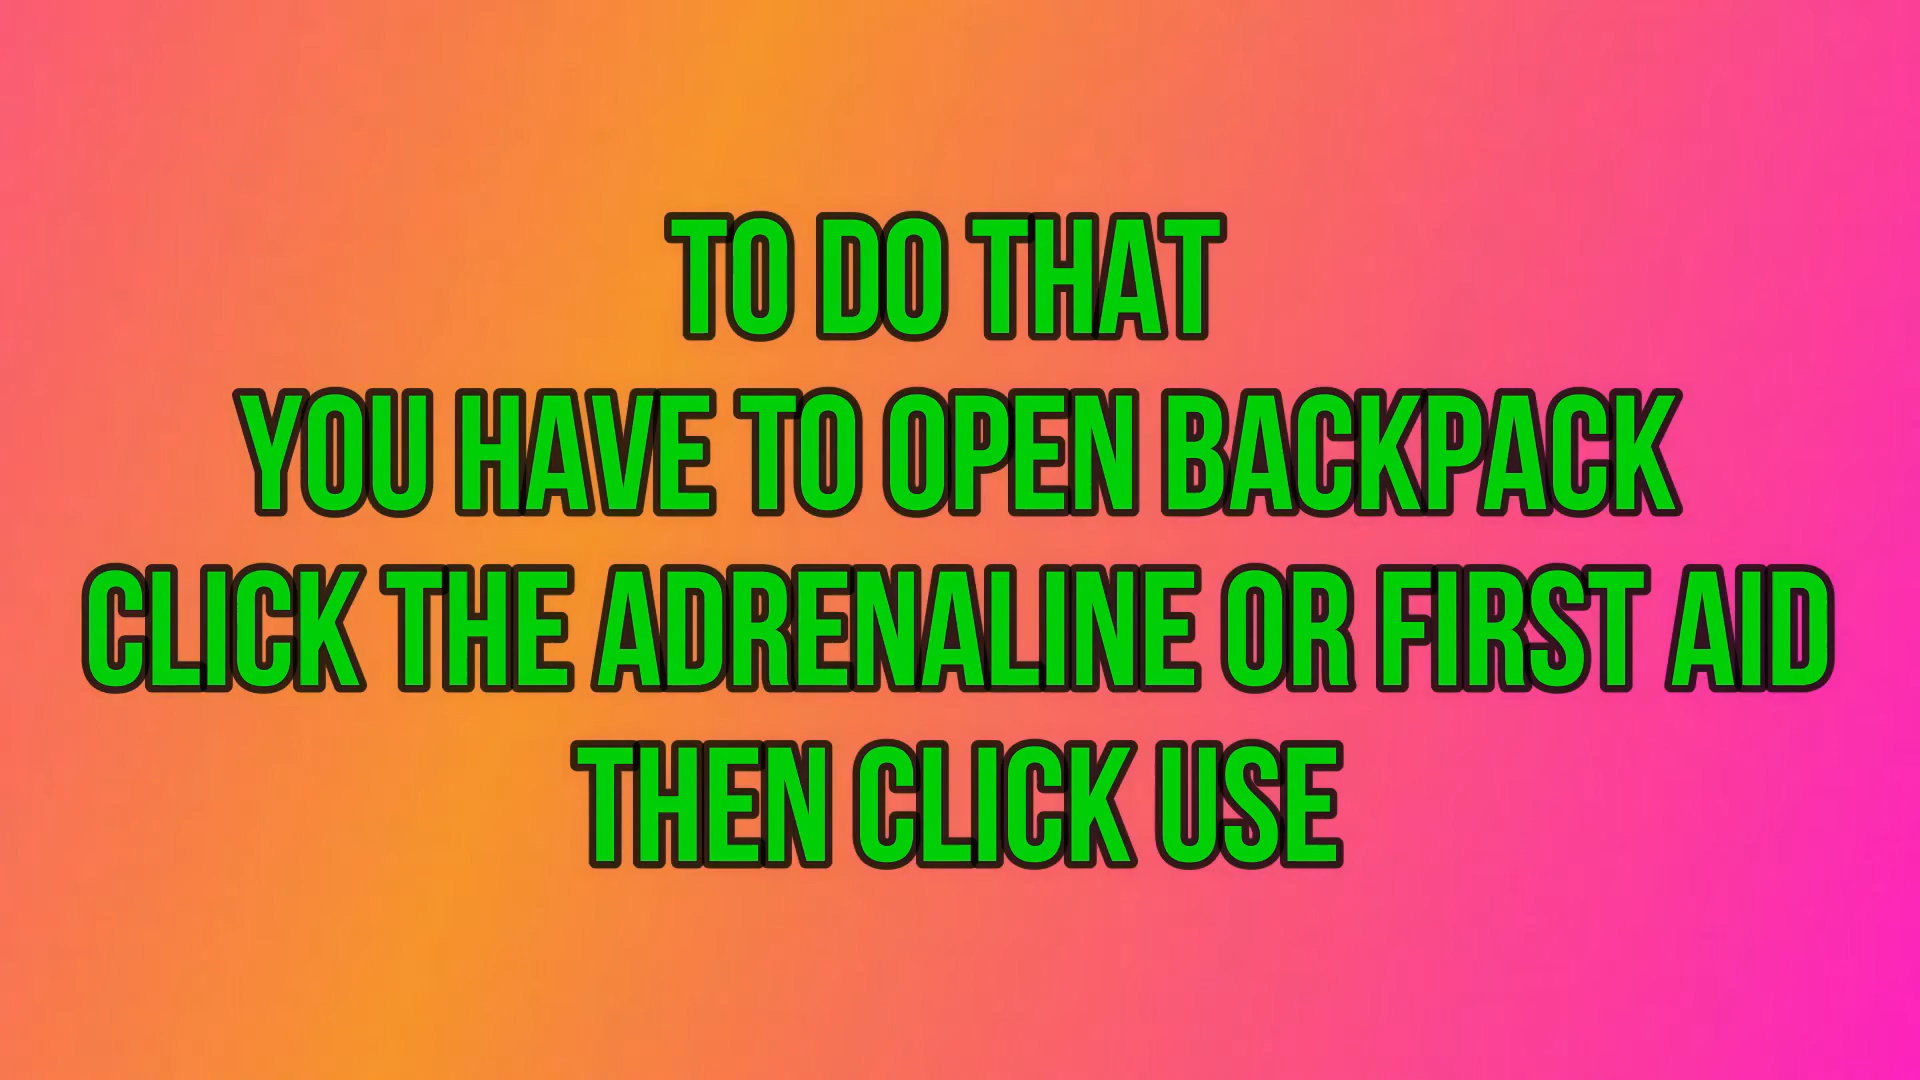 TO DO THAT
YOU HAVE TO OPEN BACKPACK
CLICK THE ADRENALINE OR FIRST AID
THEN CLICK USE